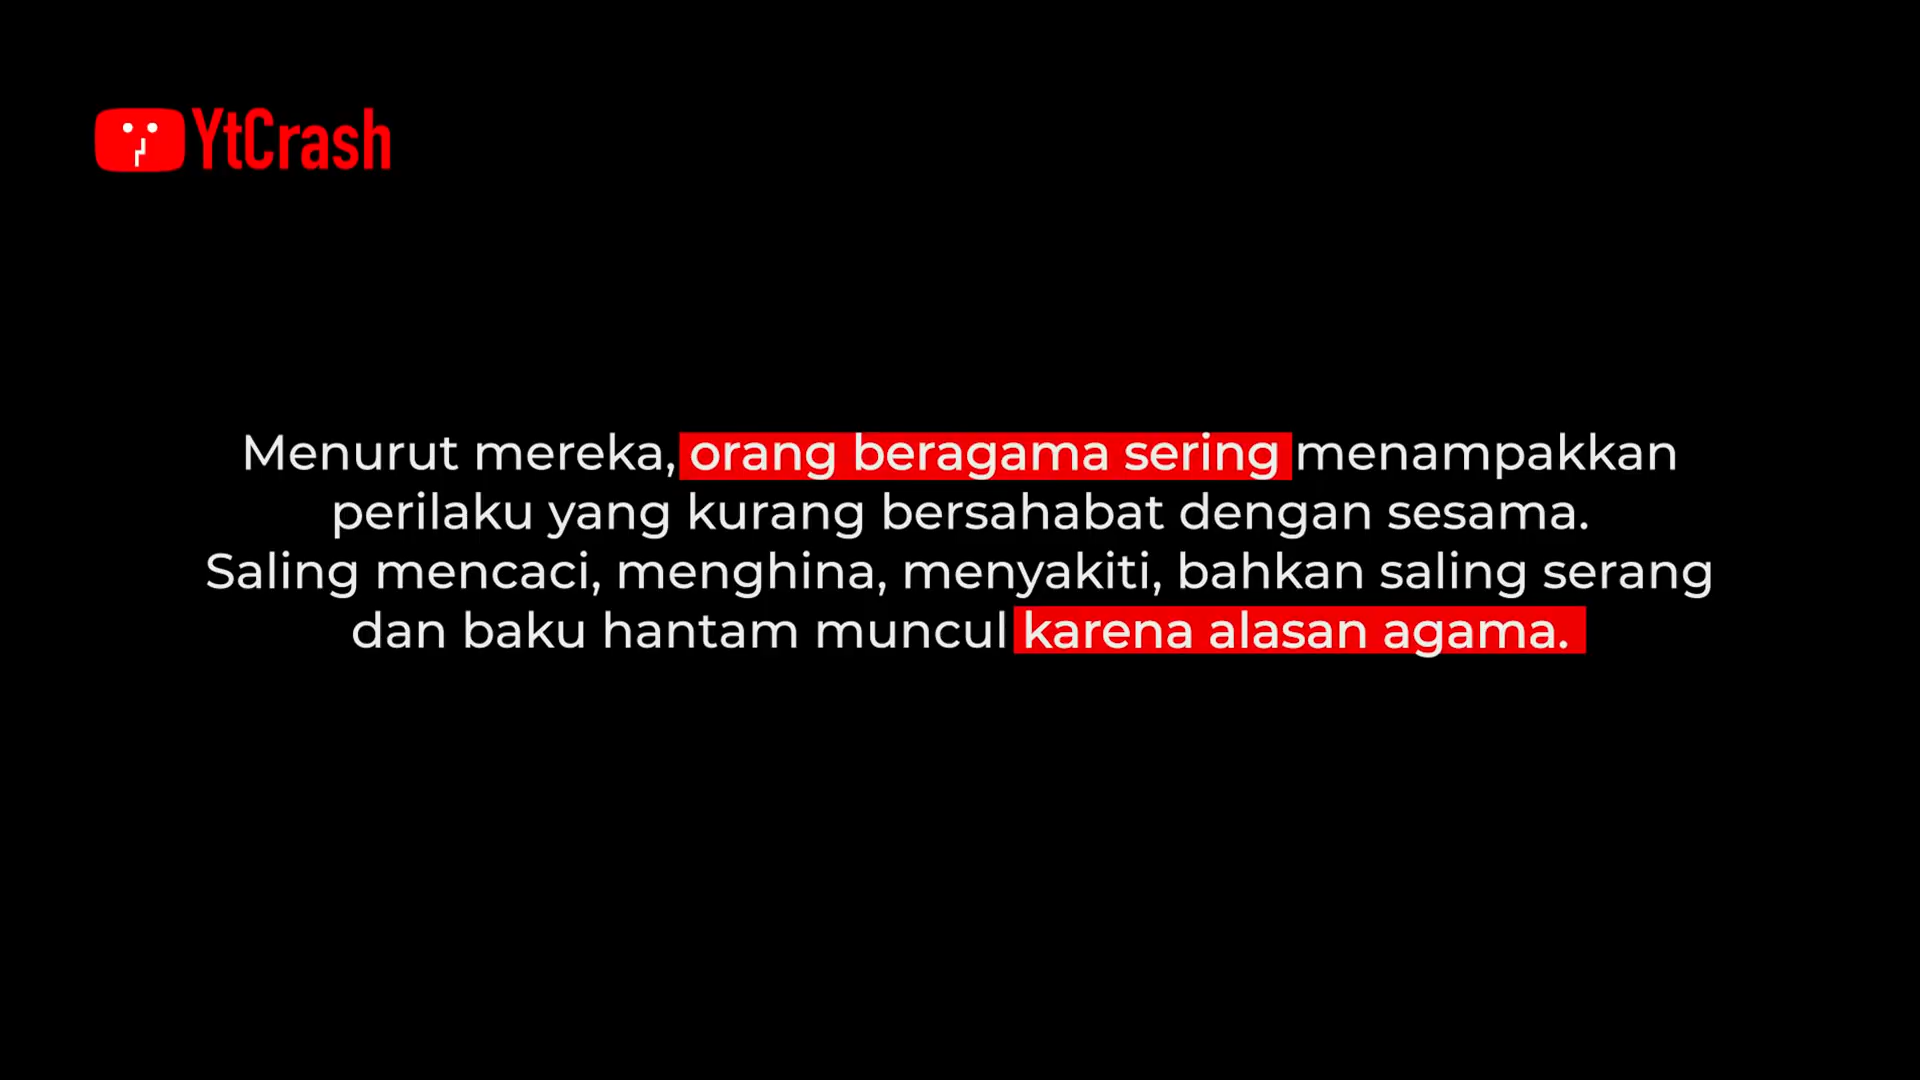 YtCrash
Menurut mereka, orang beragama sering menampakkan
perilaku yang kurang bersahabat dengan sesama.
Saling mencaci, menghina, menyakiti, bahkan saling serang
dan baku hantam muncul karena alasan agama.